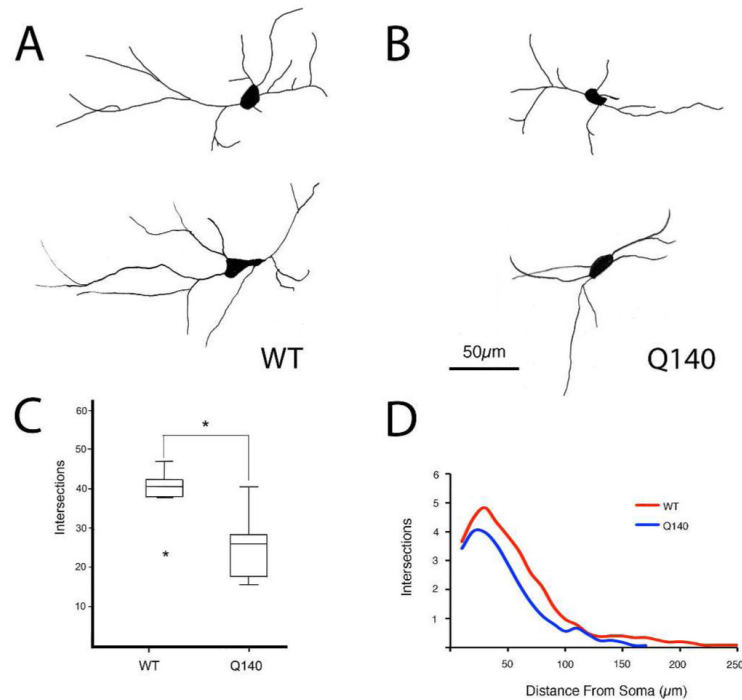 A
B
WT
50µm
Q140
C
60
50
40
30
20
10
Intersections
*
*
WT
Q140
D
6
5
4
3
2
1
Intersections
WT
Q140
50
100
150
200
250
Distance From Soma (µm)